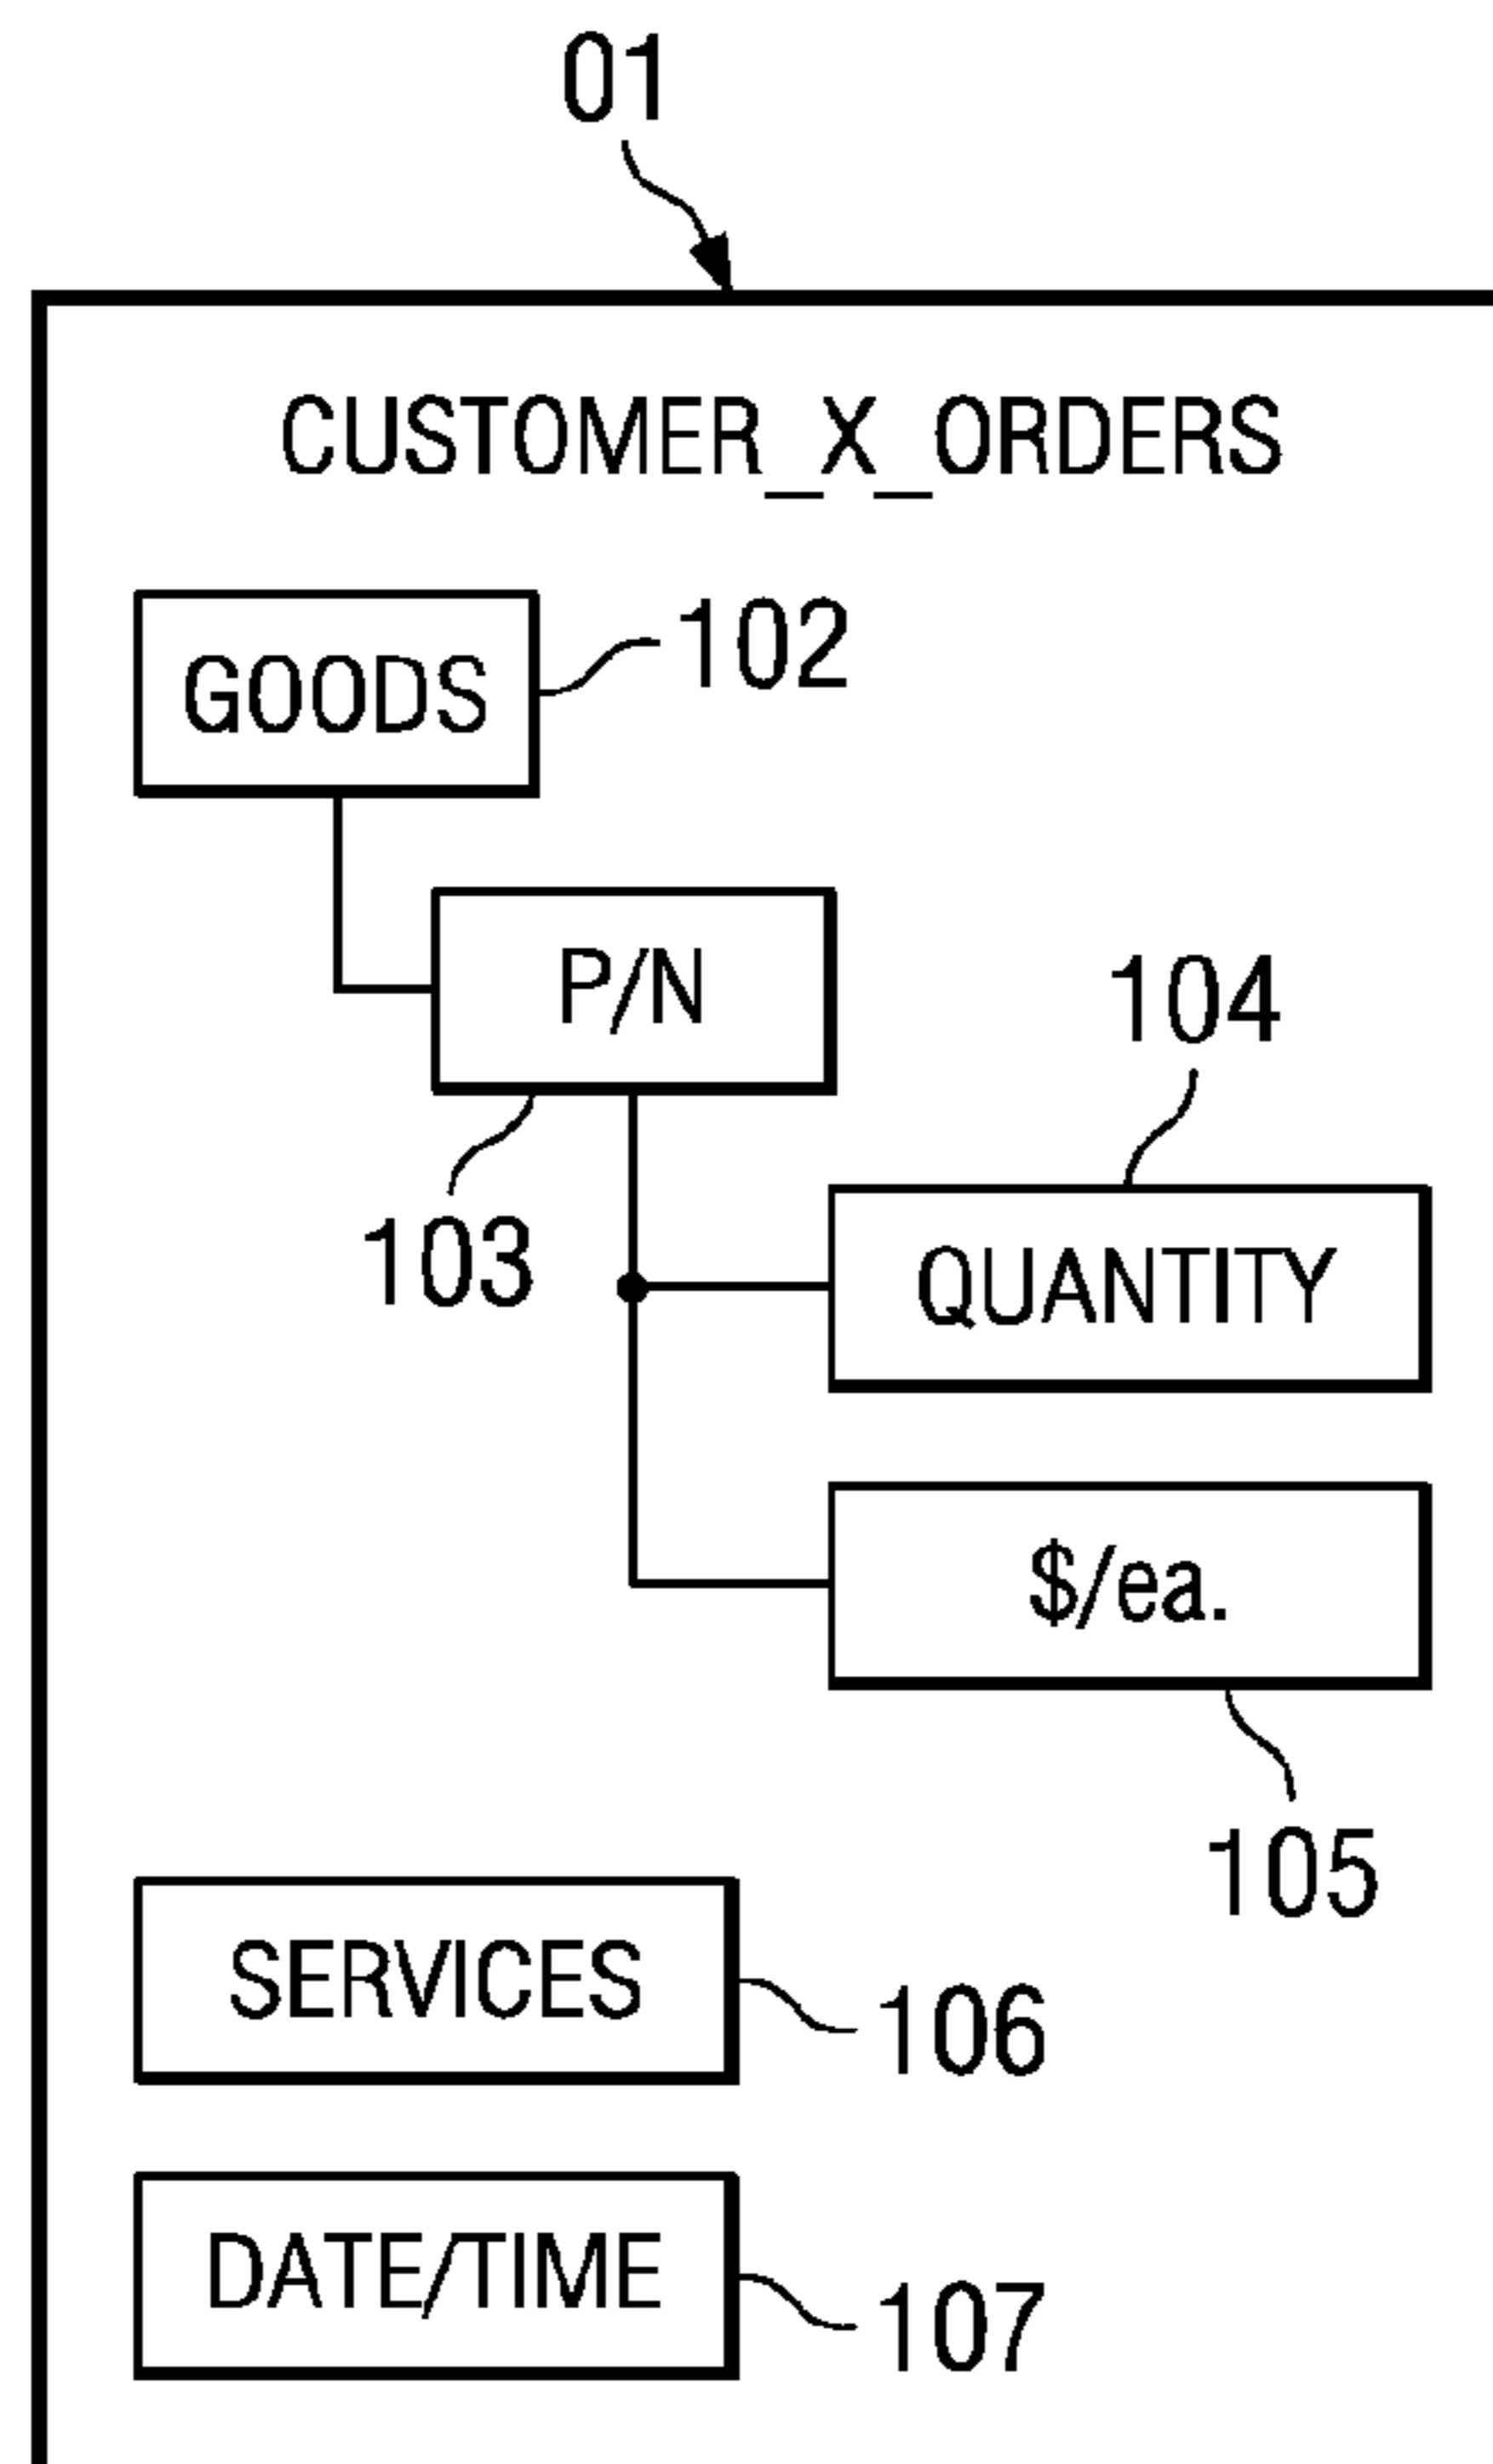 01
CUSTOMER_X_ORDERS
GOODS
102
P/N
103
104
QUANTITY
$/ea.
105
SERVICES
106
DATE/TIME
107